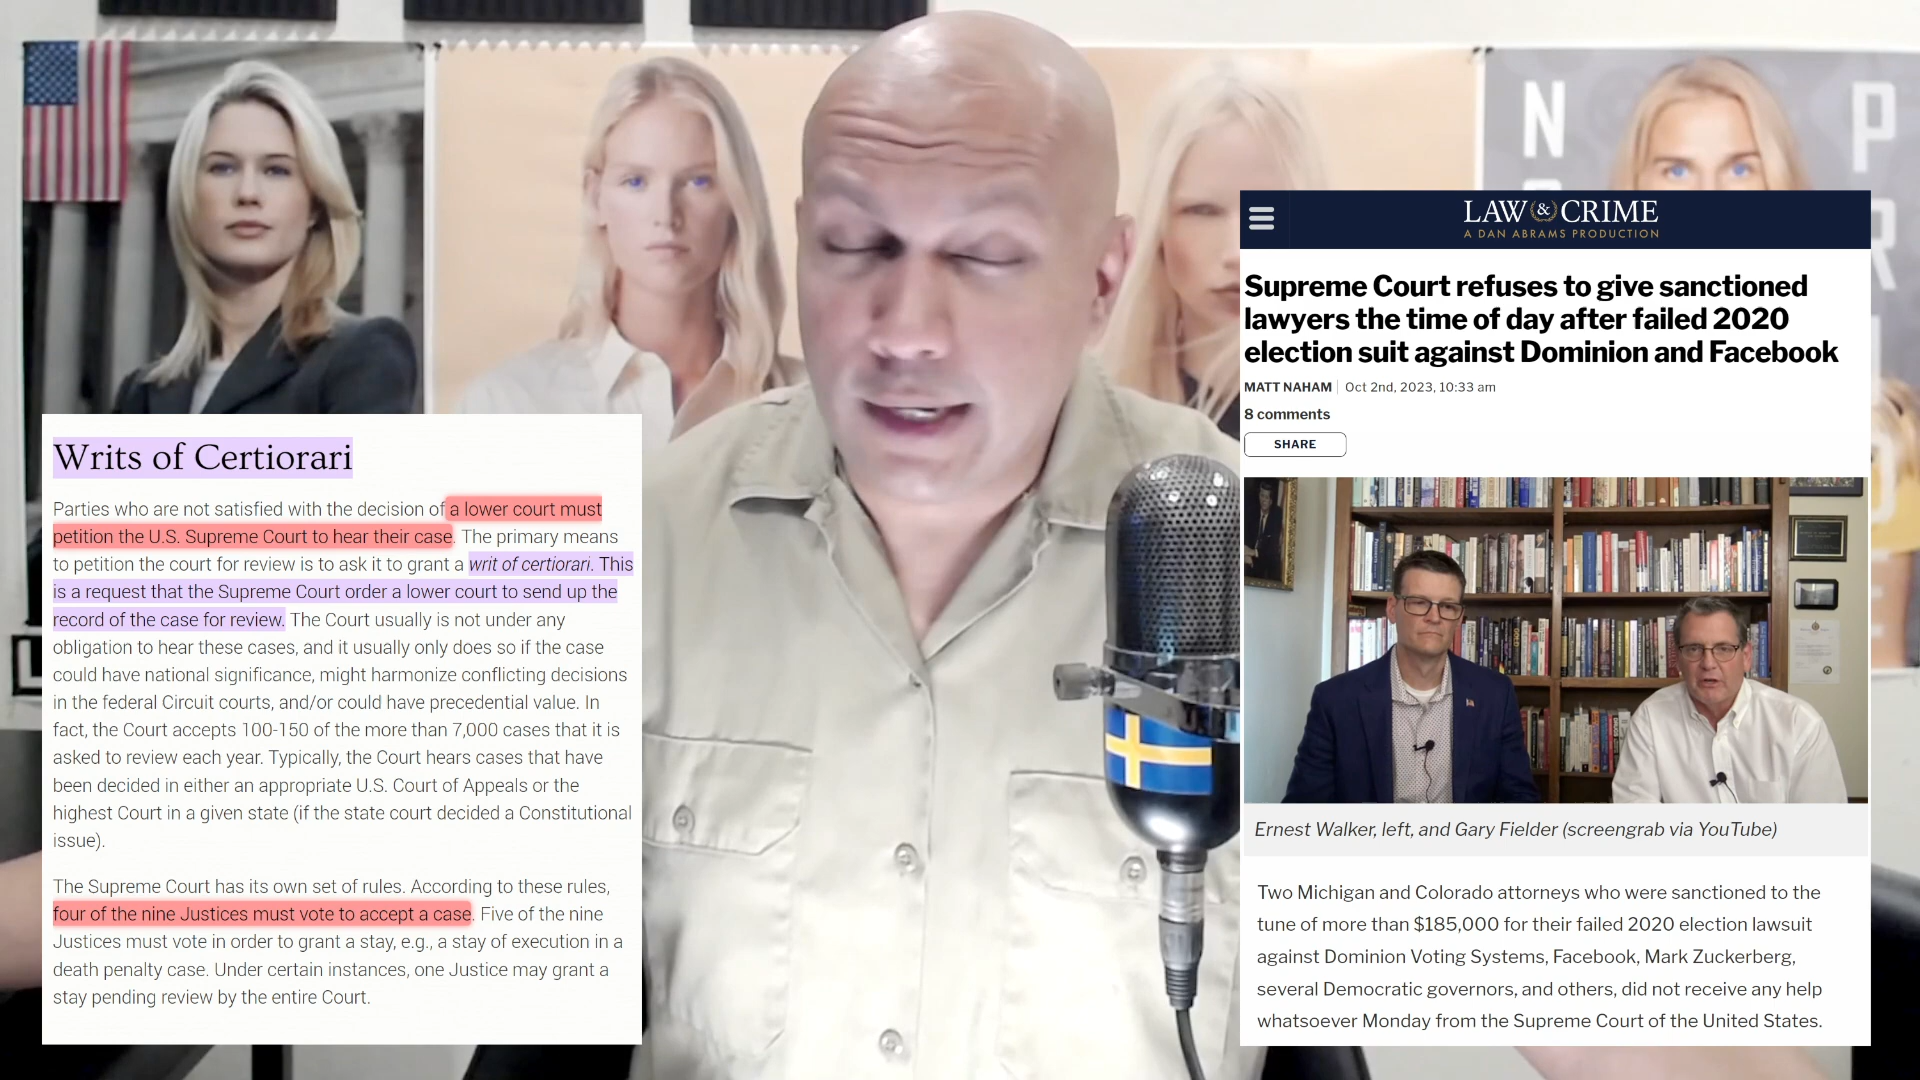 Writs of Certiorari
Parties who are not satisfied with the decision of a lower court must
petition the U.S. Supreme Court to hear their case. The primary means
to petition the court for review is to ask it to grant a writ of certiorari. This
is a request that the Supreme Court order a lower court to send up the
record of the case for review. The Court usually is not under any
obligation to hear these cases, and it usually only does so if the case
could have national significance, might harmonize conflicting decisions
in the federal Circuit courts, and/or could have precedential value. In
fact, the Court accepts 100-150 of the more than 7,000 cases that it is
asked to review each year. Typically, the Court hears cases that have
been decided in either an appropriate U.S. Court of Appeals or the
highest Court in a given state (if the state court decided a Constitutional
issue).
The Supreme Court has its own set of rules. According to these rules,
four of the nine Justices must vote to accept a case. Five of the nine
Justices must vote in order to grant a stay, e.g., a stay of execution in a
death penalty case. Under certain instances, one Justice may grant a
stay pending review by the entire Court.
N
P
R
LAW & CRIME
A DAN ABRAMS PRODUCTION
Supreme Court refuses to give sanctioned
lawyers the time of day after failed 2020
election suit against Dominion and Facebook
MATT NAHAM | Oct 2nd, 2023, 10:33 am
8 comments
SHARE
Ernest Walker, left, and Gary Fielder (screengrab via YouTube)
Two Michigan and Colorado attorneys who were sanctioned to the
tune of more than $185,000 for their failed 2020 election lawsuit
against Dominion Voting Systems, Facebook, Mark Zuckerberg,
several Democratic governors, and others, did not receive any help
whatsoever Monday from the Supreme Court of the United States.